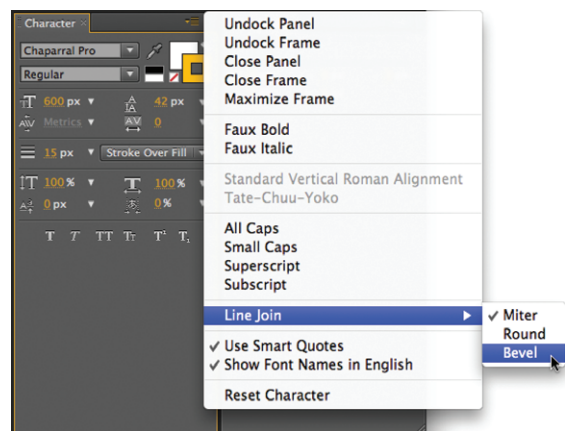 Character
Chaparral Pro
Regular
600 px
42 px
Metrics
0
15 px
Stroke Over Fill
100 %
100 %
0 px
0 %
T T TT Tt T¹ T₁
Undock Panel
Undock Frame
Close Panel
Close Frame
Maximize Frame
Faux Bold
Faux Italic
Standard Vertical Roman Alignment
Tate-Chuu-Yoko
All Caps
Small Caps
Superscript
Subscript
Line Join
Use Smart Quotes
Show Font Names in English
Reset Character
Miter
Round
Bevel